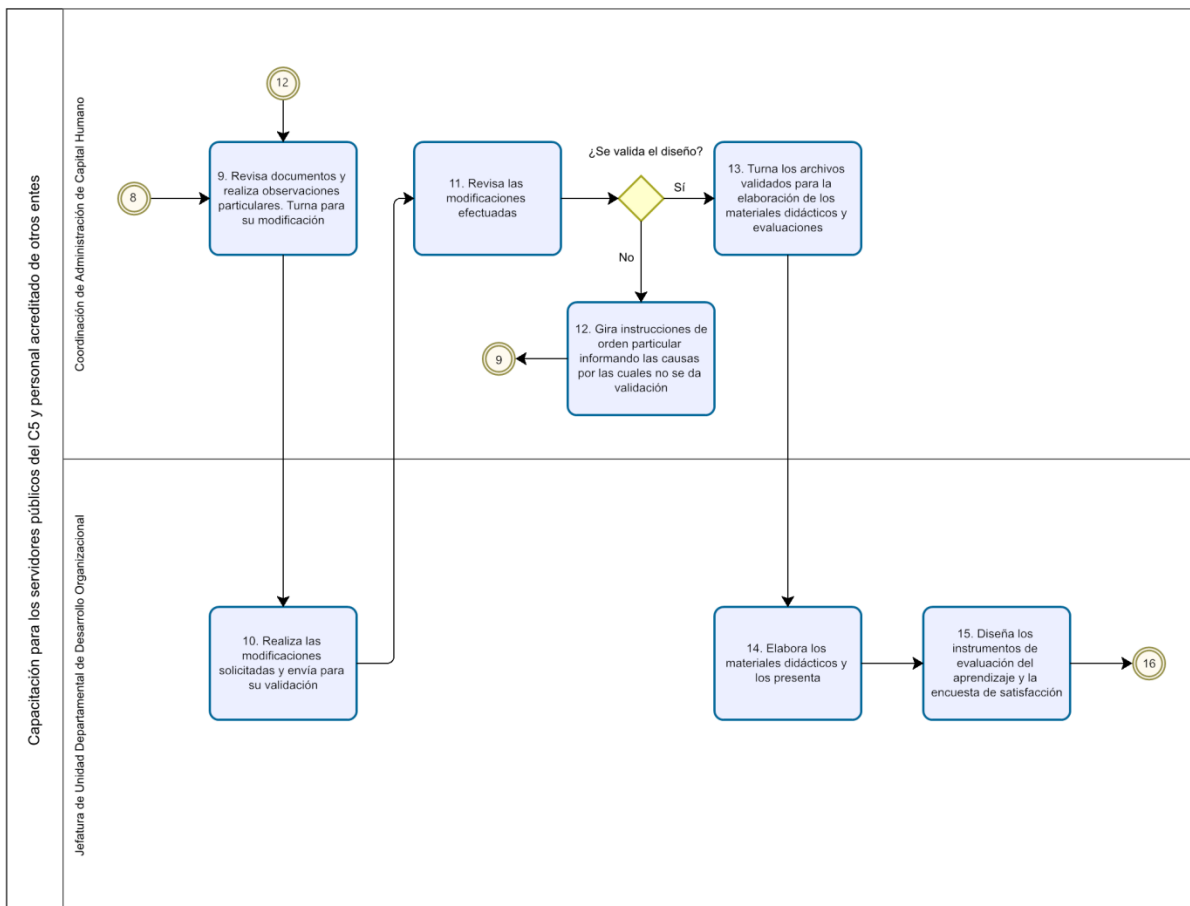 Capacitación para los servidores públicos del C5 y personal acreditado de otros entes
Coordinación de Administración de Capital Humano
12
8
9. Revisa documentos y
realiza observaciones
particulares. Turna para
su modificación
11. Revisa las
modificaciones
efectuadas
¿Se valida el diseño?
Sí
No
13. Turna los archivos
validados para la
elaboración de los
materiales didácticos y
evaluaciones
12. Gira instrucciones de
orden particular
informando las causas
por las cuales no se da
validación
9
Jefatura de Unidad Departamental de Desarrollo Organizacional
10. Realiza las
modificaciones
solicitadas y envía para
su validación
14. Elabora los
materiales didácticos y
los presenta
15. Diseña los
instrumentos de
evaluación del
aprendizaje y la
encuesta de satisfacción
16